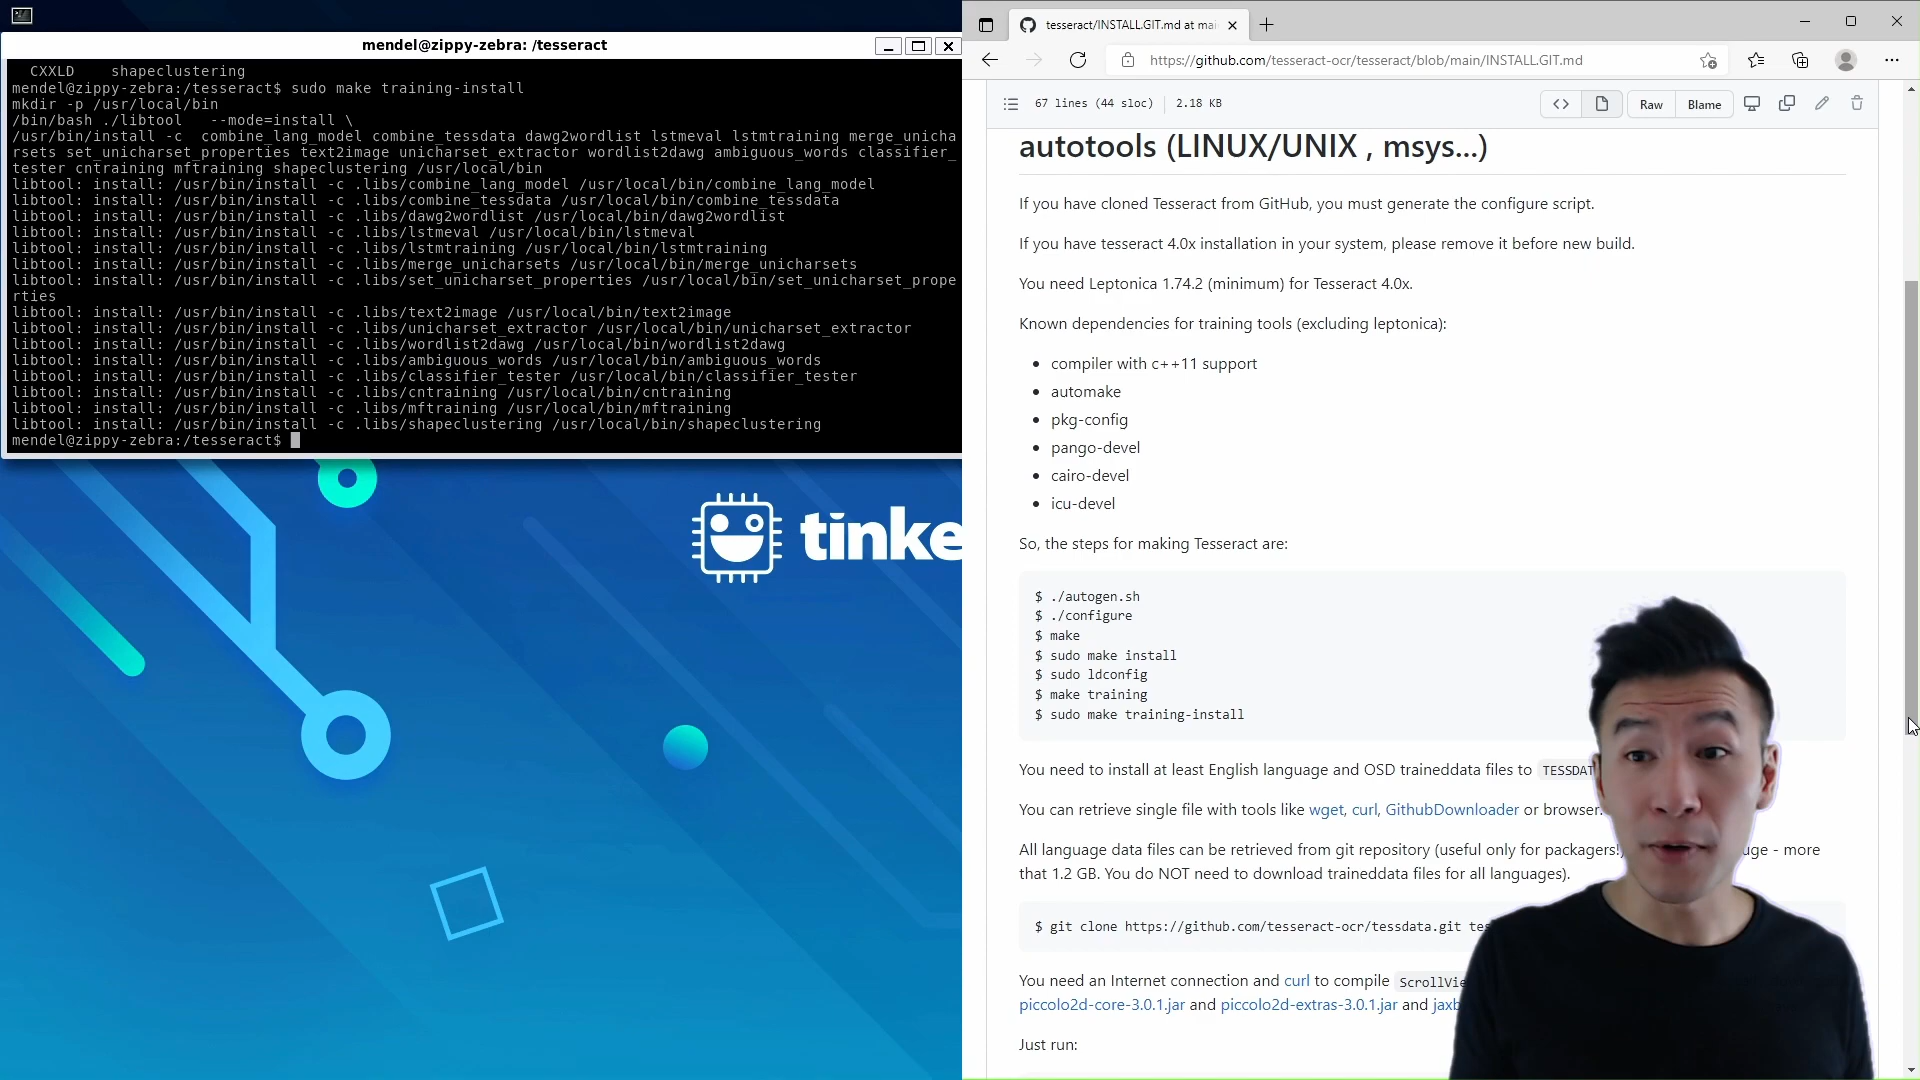 mendel@zippy-zebra: /tesseract
CXXLD    shapeclustering
mendel@zippy-zebra:/tesseract$ sudo make training-install
mkdir -p /usr/local/bin
/bin/bash ./libtool   --mode=install \
/usr/bin/install -c  combine_lang_model combine_tessdata dawg2wordlist lstmeval lstmtraining merge_unicha
rsets set_unicharset_properties text2image unicharset_extractor wordlist2dawg ambiguous_words classifier_
tester cntraining mftraining shapeclustering /usr/local/bin
libtool: install: /usr/bin/install -c .libs/combine_lang_model /usr/local/bin/combine_lang_model
libtool: install: /usr/bin/install -c .libs/combine_tessdata /usr/local/bin/combine_tessdata
libtool: install: /usr/bin/install -c .libs/dawg2wordlist /usr/local/bin/dawg2wordlist
libtool: install: /usr/bin/install -c .libs/lstmeval /usr/local/bin/lstmeval
libtool: install: /usr/bin/install -c .libs/lstmtraining /usr/local/bin/lstmtraining
libtool: install: /usr/bin/install -c .libs/merge_unicharsets /usr/local/bin/merge_unicharsets
libtool: install: /usr/bin/install -c .libs/set_unicharset_properties /usr/local/bin/set_unicharset_prope
rties
libtool: install: /usr/bin/install -c .libs/text2image /usr/local/bin/text2image
libtool: install: /usr/bin/install -c .libs/unicharset_extractor /usr/local/bin/unicharset_extractor
libtool: install: /usr/bin/install -c .libs/wordlist2dawg /usr/local/bin/wordlist2dawg
libtool: install: /usr/bin/install -c .libs/ambiguous_words /usr/local/bin/ambiguous_words
libtool: install: /usr/bin/install -c .libs/classifier_tester /usr/local/bin/classifier_tester
libtool: install: /usr/bin/install -c .libs/cntraining /usr/local/bin/cntraining
libtool: install: /usr/bin/install -c .libs/mftraining /usr/local/bin/mftraining
libtool: install: /usr/bin/install -c .libs/shapeclustering /usr/local/bin/shapeclustering
mendel@zippy-zebra:/tesseract$
tinke
tesseract/INSTALL.GIT.md at mai
https://github.com/tesseract-ocr/tesseract/blob/main/INSTALL.GIT.md
67 lines (44 sloc) 2.18 KB Raw Blame
autotools (LINUX/UNIX , msys...)
If you have cloned Tesseract from GitHub, you must generate the configure script.
If you have tesseract 4.0x installation in your system, please remove it before new build.
You need Leptonica 1.74.2 (minimum) for Tesseract 4.0x.
Known dependencies for training tools (excluding leptonica):
• compiler with c++11 support
• automake
• pkg-config
• pango-devel
• cairo-devel
• icu-devel
So, the steps for making Tesseract are:
$ ./autogen.sh
$ ./configure
$ make
$ sudo make install
$ sudo ldconfig
$ make training
$ sudo make training-install
You need to install at least English language and OSD traineddata files to TESSDAT
You can retrieve single file with tools like wget, curl, GithubDownloader or browser.
All language data files can be retrieved from git repository (useful only for packagers! uge - more
that 1.2 GB. You do NOT need to download traineddata files for all languages).
$ git clone https://github.com/tesseract-ocr/tessdata.git tes
You need an Internet connection and curl to compile ScrollVie
piccolo2d-core-3.0.1.jar and piccolo2d-extras-3.0.1.jar and jaxb
Just run: